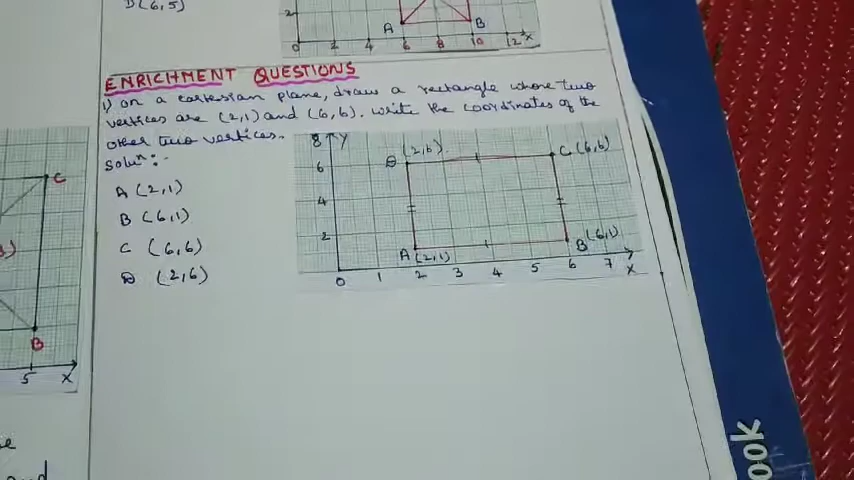 D(6,5)
2
A
B
0 2 4 6 8 10 12 X
ENRICHMENT QUESTIONS
1) On a cartesian plane, draw a rectangle whose two
vertices are (2,1) and (6,6). Write the coordinates of the
other two vertices.
Soluⁿ:-
A (2,1)
B (6,1)
C (6,6)
D (2,6)
8 Y
6
4
2
D (2,6)
C (6,6)
A (2,1)
B (6,1)
0 1 2 3 4 5 6 7 X
C
B
5 X
ook